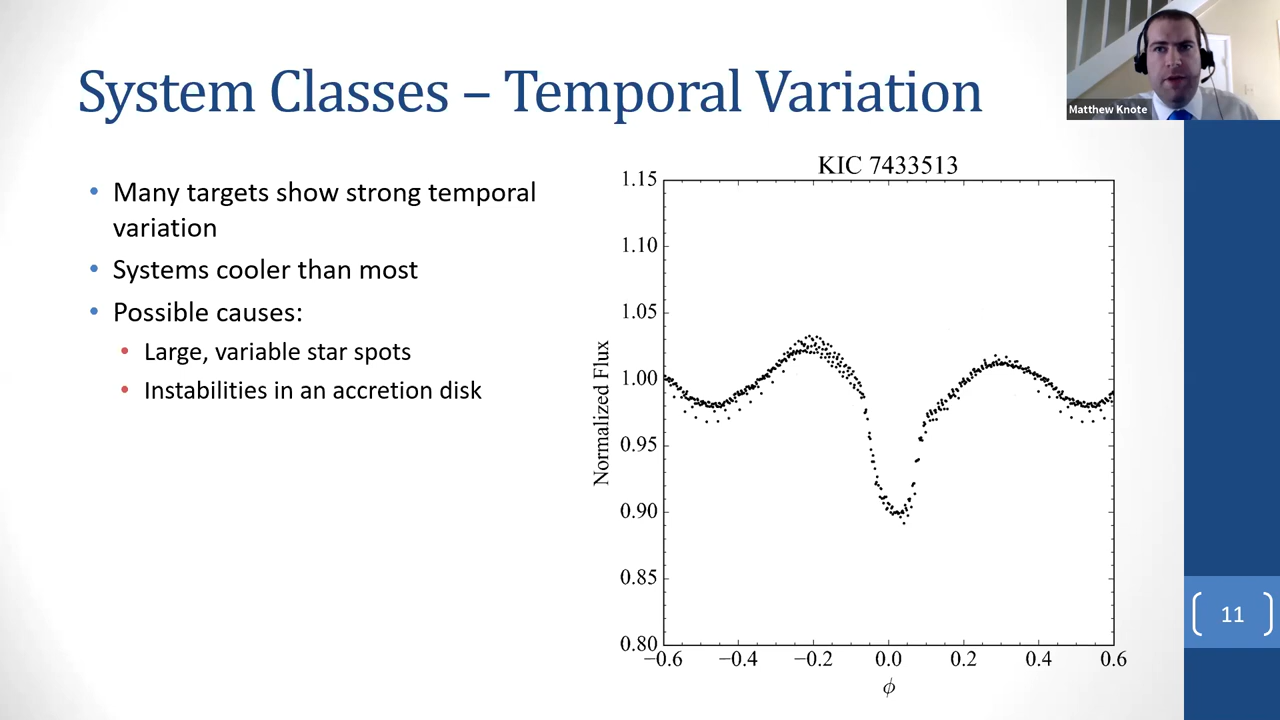 System Classes – Temporal Variation
Matthew Knote
• Many targets show strong temporal
variation
• Systems cooler than most
• Possible causes:
• Large, variable star spots
• Instabilities in an accretion disk
KIC 7433513
1.15
1.10
1.05
1.00
0.95
0.90
0.85
0.80
Normalized Flux
−0.6 −0.4 −0.2 0.0 0.2 0.4 0.6
ϕ
11